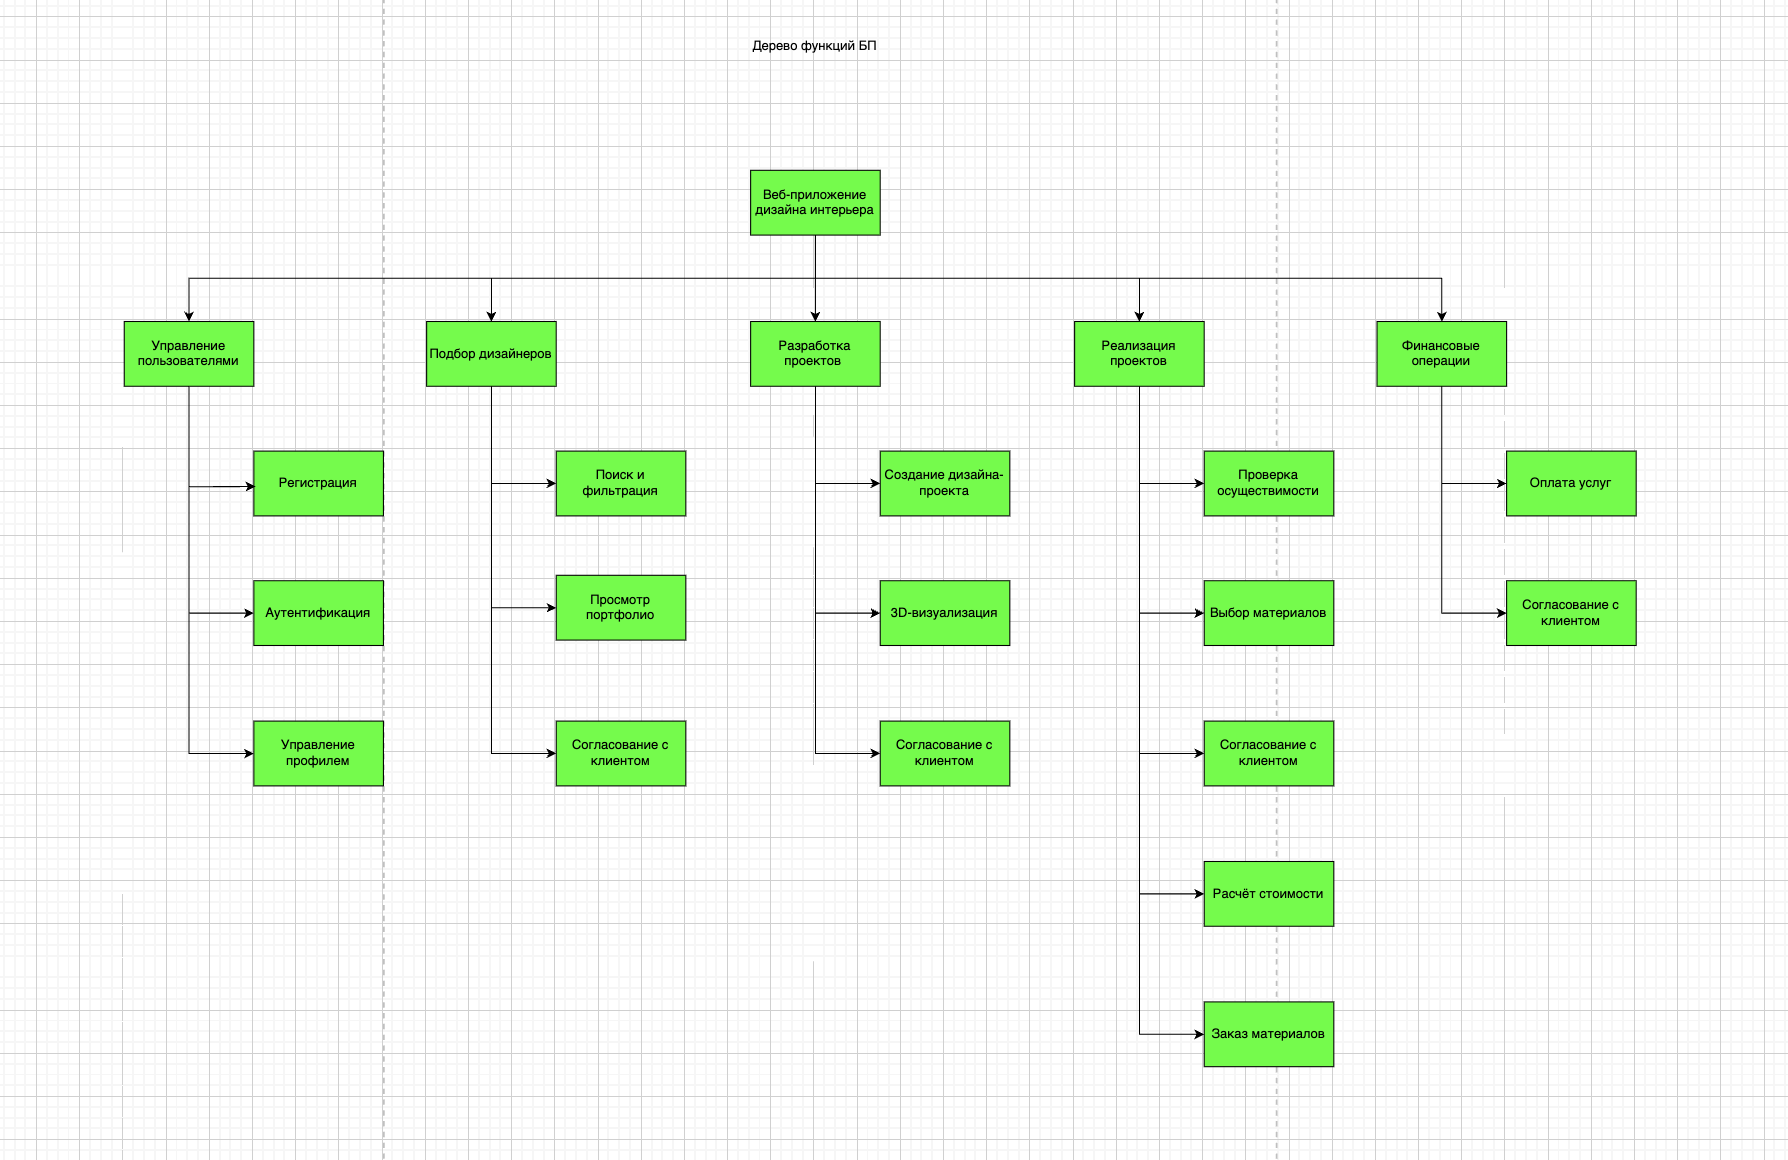 Дерево функций БП
Веб-приложение
дизайна интерьера
Управление
пользователями
Подбор дизайнеров
Разработка
проектов
Реализация
проектов
Финансовые
операции
Регистрация
Поиск и
фильтрация
Создание дизайна-
проекта
Проверка
осуществимости
Оплата услуг
Аутентификация
Просмотр
портфолио
3D-визуализация
Выбор материалов
Согласование с
клиентом
Управление
профилем
Согласование с
клиентом
Согласование с
клиентом
Согласование с
клиентом
Расчёт стоимости
Заказ материалов